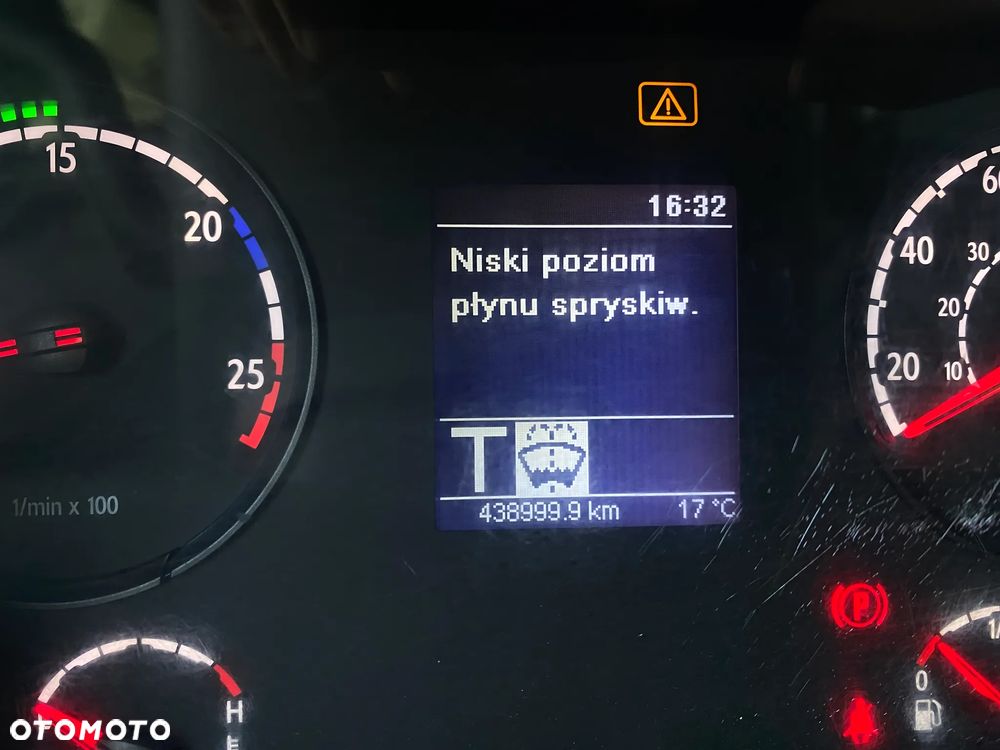 15
20
25
1/min x 100
16:32
Niski poziom
płynu spryskiw.
T
438999.9 km
17 °C
60
40
20
30
20
10
P
0
1/
H
OTOMOTO